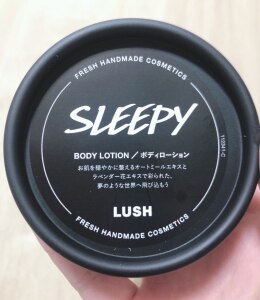 FRESH HANDMADE COSMETICS
SLEEPY
BODY LOTION / ボディローション
お肌を穏やかに整えるオートミールエキスと
ラベンダー花エキスで彩られた、
夢のような世界へ飛び込もう
LUSH
FRESH HANDMADE COSMETICS